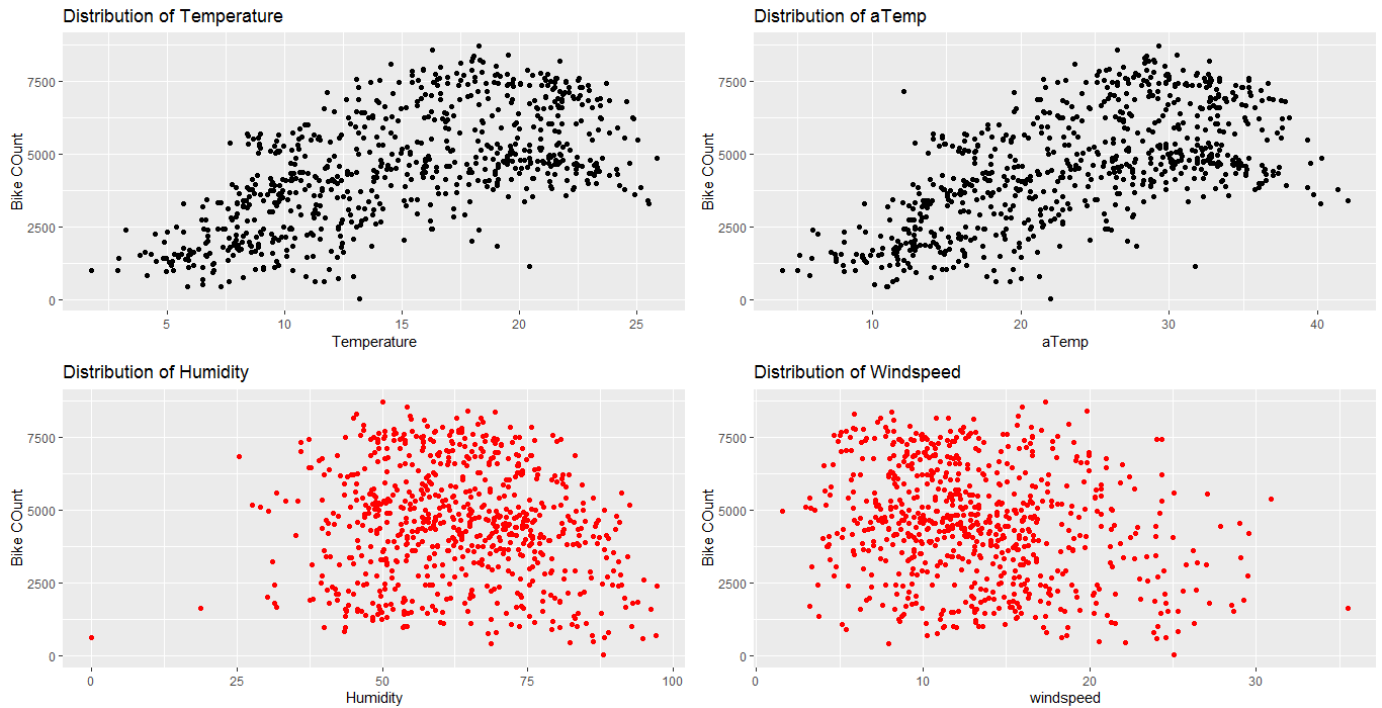 Distribution of Temperature
Bike COunt
7500
5000
2500
0
5 10 15 20 25
Temperature
Distribution of aTemp
Bike COunt
7500
5000
2500
0
10 20 30 40
aTemp
Distribution of Humidity
Bike COunt
7500
5000
2500
0
0 25 50 75 100
Humidity
Distribution of Windspeed
Bike COunt
7500
5000
2500
0
0 10 20 30
windspeed